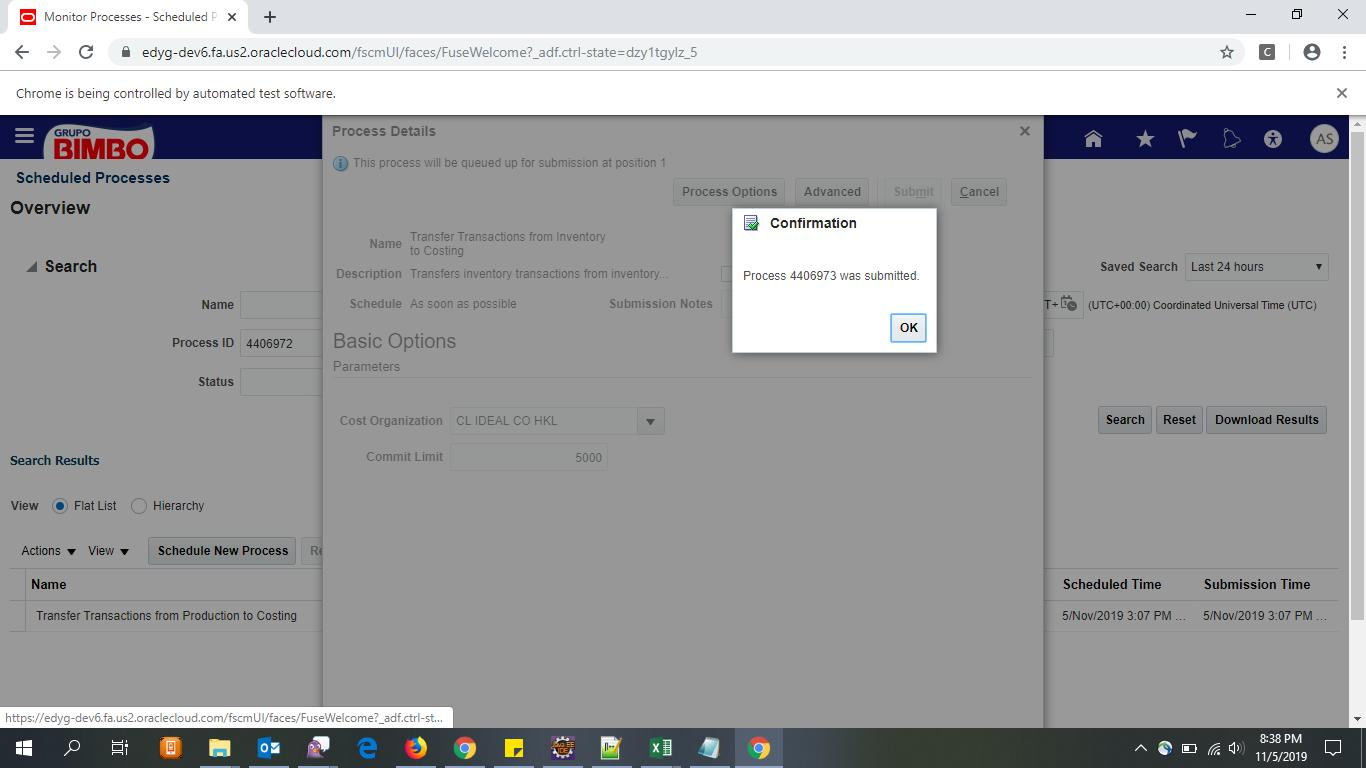 Monitor Processes - Scheduled P
edyg-dev6.fa.us2.oraclecloud.com/fscmUI/faces/FuseWelcome?_adf.ctrl-state=dzy1tgylz_5
C
Chrome is being controlled by automated test software.
GRUPO
BIMBO
Process Details
AS
This process will be queued up for submission at position 1
Scheduled Processes
Process Options Advanced Submit Cancel
Overview
Confirmation
Name Transfer Transactions from Inventory
to Costing
Search
Saved Search Last 24 hours
Description Transfers inventory transactions from inventory...
Process 4406973 was submitted.
Name
Schedule As soon as possible Submission Notes
T+ (UTC+00:00) Coordinated Universal Time (UTC)
OK
Process ID 4406972
Basic Options
Parameters
Status
Cost Organization CL IDEAL CO HKL
Search Reset Download Results
Commit Limit 5000
Search Results
View Flat List Hierarchy
Actions View Schedule New Process Re
Name Scheduled Time Submission Time
Transfer Transactions from Production to Costing 5/Nov/2019 3:07 PM ... 5/Nov/2019 3:07 PM ...
https://edyg-dev6.fa.us2.oraclecloud.com/fscmUI/faces/FuseWelcome?_adf.ctrl-st...
8:38 PM
11/5/2019